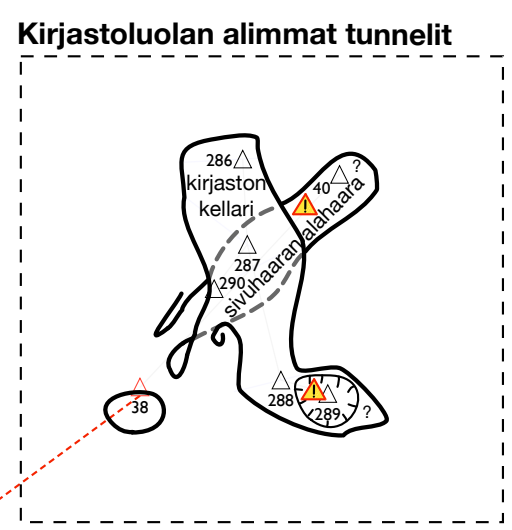 Kirjastoluolan alimmat tunnelit
286
?
kirjaston
kellari
40
!
sivuhaaran alahaara
287
290
38
288
!
289
?